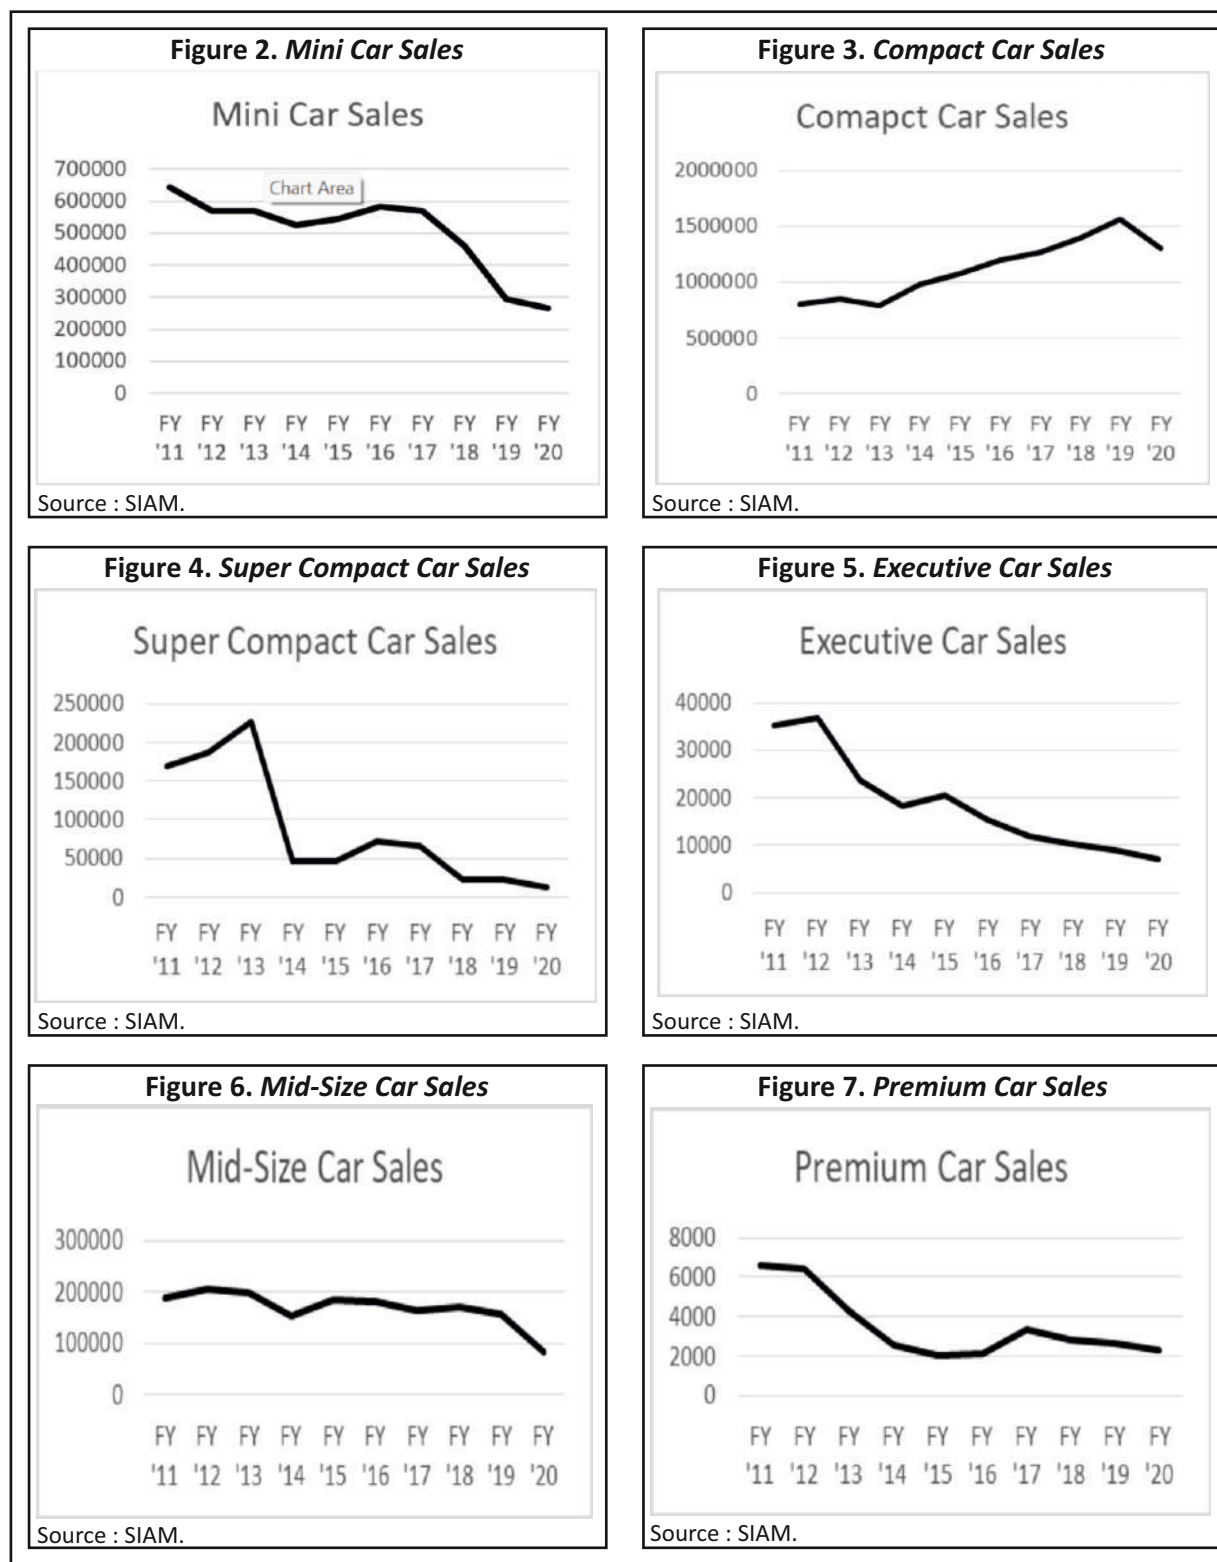 Figure 2. Mini Car Sales
Mini Car Sales
Chart Area
700000
600000
500000
400000
300000
200000
100000
0
FY FY FY FY FY FY FY FY FY FY
'11 '12 '13 '14 '15 '16 '17 '18 '19 '20
Source : SIAM.
Figure 3. Compact Car Sales
Comapct Car Sales
2000000
1500000
1000000
500000
0
FY FY FY FY FY FY FY FY FY FY
'11 '12 '13 '14 '15 '16 '17 '18 '19 '20
Source : SIAM.
Figure 4. Super Compact Car Sales
Super Compact Car Sales
250000
200000
150000
100000
50000
0
FY FY FY FY FY FY FY FY FY FY
'11 '12 '13 '14 '15 '16 '17 '18 '19 '20
Source : SIAM.
Figure 5. Executive Car Sales
Executive Car Sales
40000
30000
20000
10000
0
FY FY FY FY FY FY FY FY FY FY
'11 '12 '13 '14 '15 '16 '17 '18 '19 '20
Source : SIAM.
Figure 6. Mid-Size Car Sales
Mid-Size Car Sales
300000
200000
100000
0
FY FY FY FY FY FY FY FY FY FY
'11 '12 '13 '14 '15 '16 '17 '18 '19 '20
Source : SIAM.
Figure 7. Premium Car Sales
Premium Car Sales
8000
6000
4000
2000
0
FY FY FY FY FY FY FY FY FY FY
'11 '12 '13 '14 '15 '16 '17 '18 '19 '20
Source : SIAM.